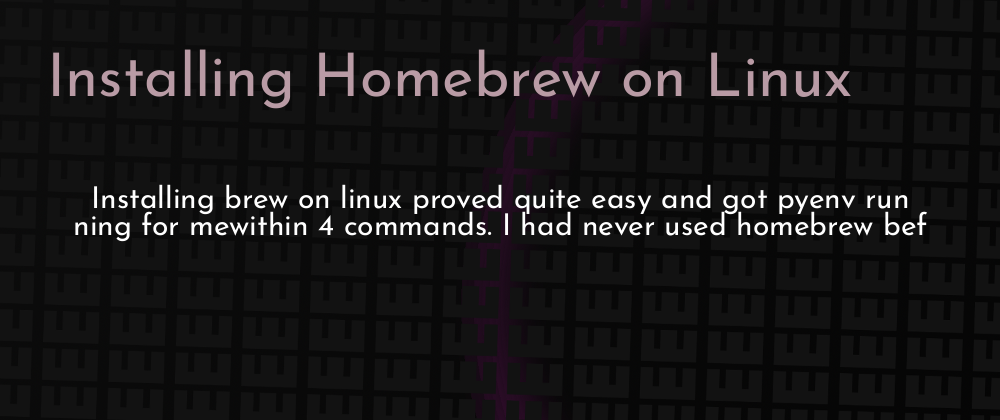 Installing Homebrew on Linux
Installing brew on linux proved quite easy and got pyenv run
ning for mewithin 4 commands. I had never used homebrew bef